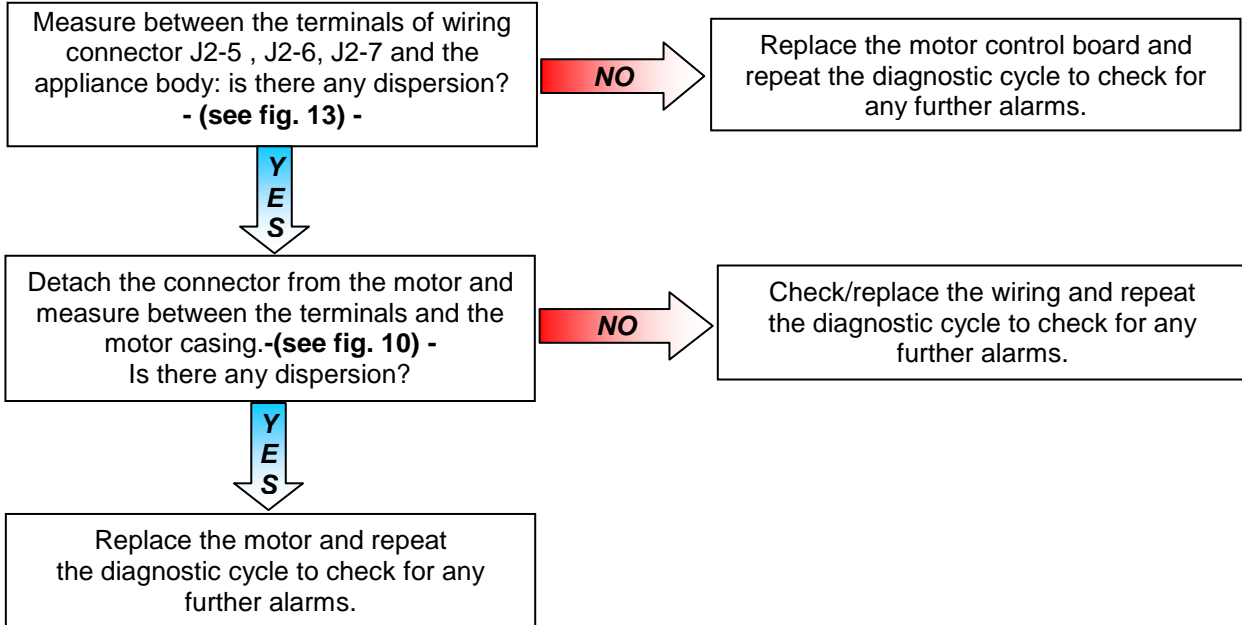 Measure between the terminals of wiring
connector J2-5 , J2-6, J2-7 and the
appliance body: is there any dispersion?
- (see fig. 13) -
NO
Replace the motor control board and
repeat the diagnostic cycle to check for
any further alarms.
Y
E
S
Detach the connector from the motor and
measure between the terminals and the
motor casing.-(see fig. 10) -
Is there any dispersion?
NO
Check/replace the wiring and repeat
the diagnostic cycle to check for any
further alarms.
Y
E
S
Replace the motor and repeat
the diagnostic cycle to check for any
further alarms.